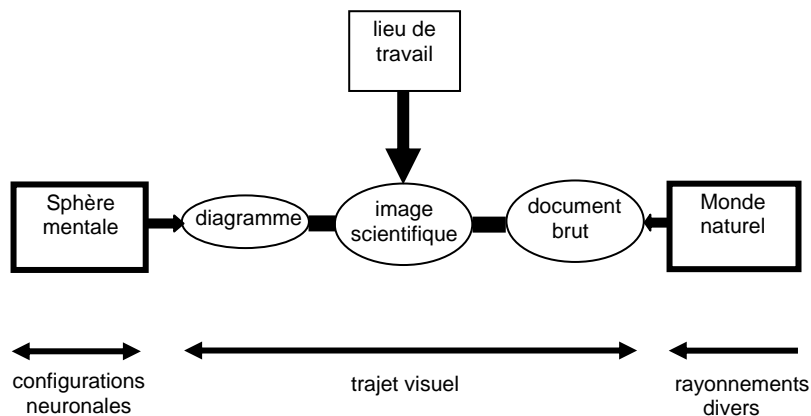 lieu de
travail
Sphère
mentale
diagramme
image
scientifique
document
brut
Monde
naturel
configurations
neuronales
trajet visuel
rayonnements
divers